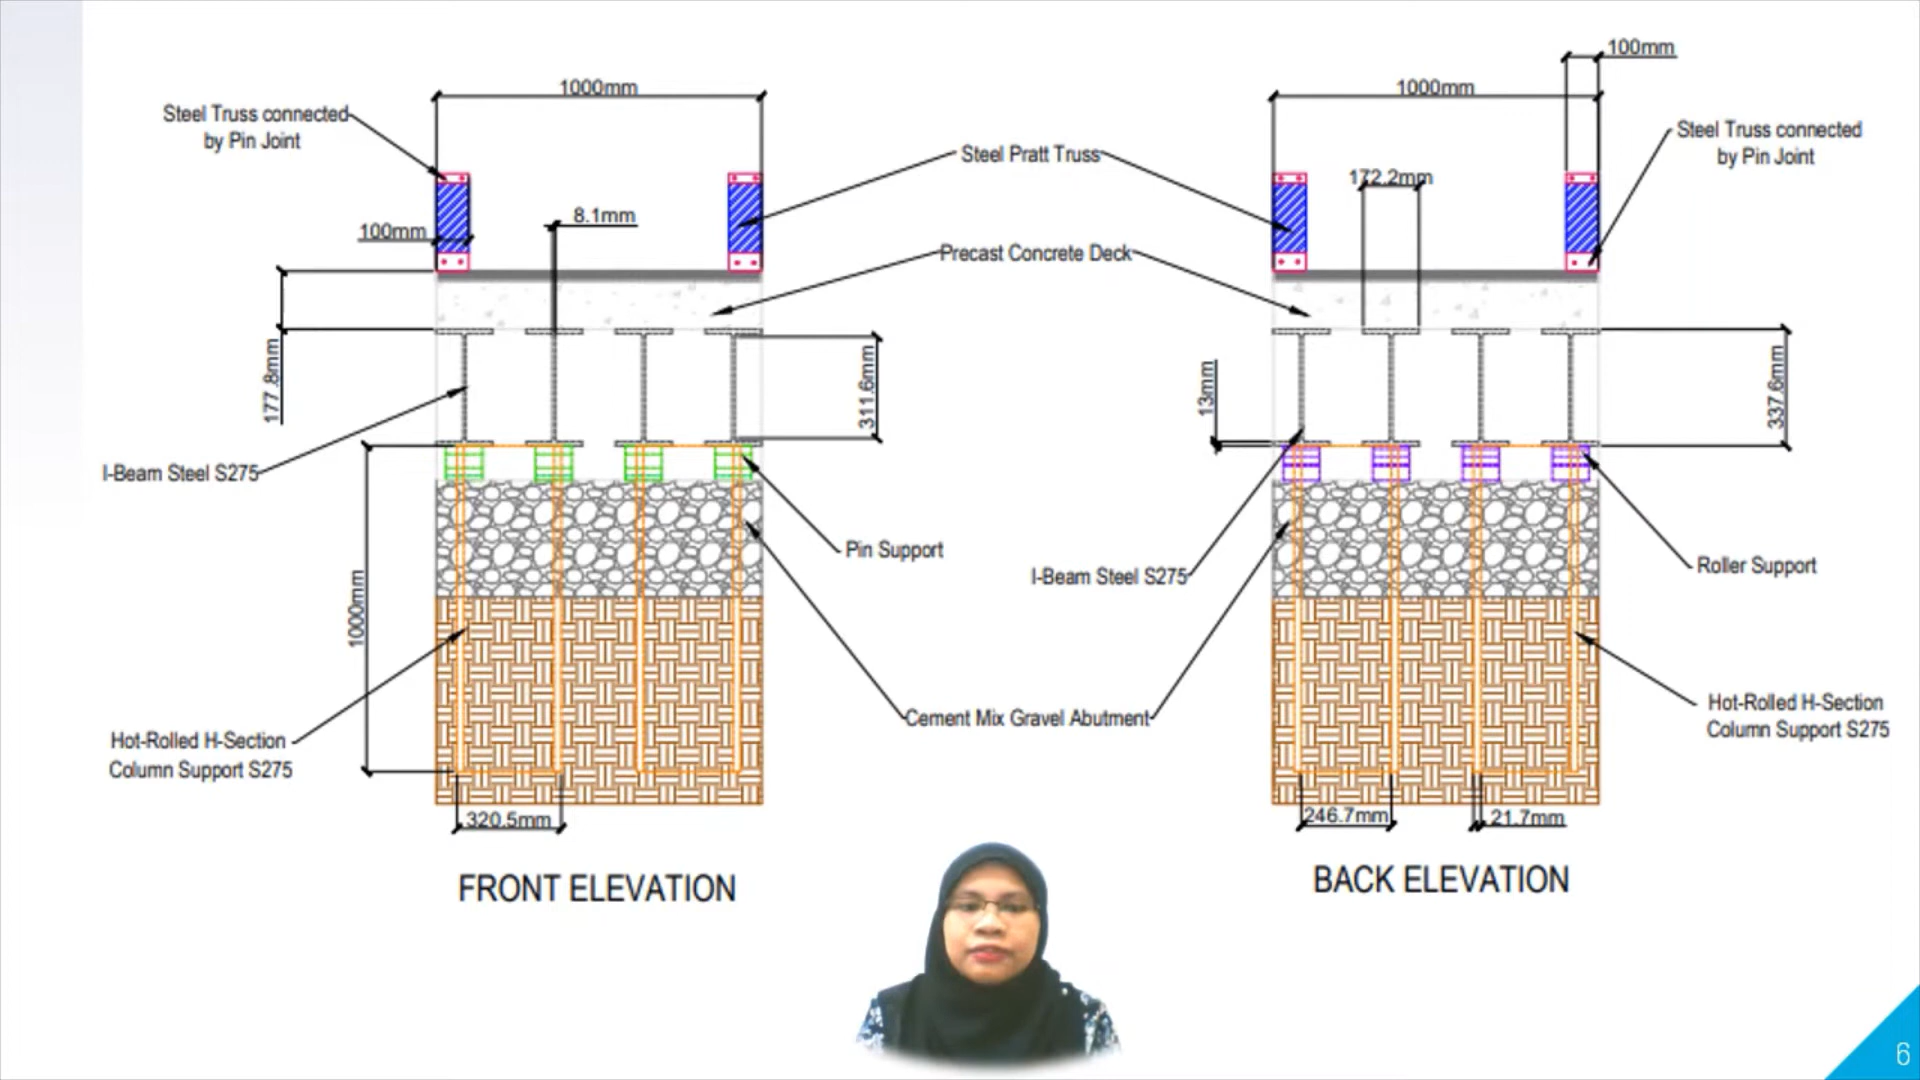 100mm
1000mm
1000mm
Steel Truss connected
by Pin Joint
Steel Truss connected
by Pin Joint
Steel Pratt Truss
172.2mm
8.1mm
100mm
Precast Concrete Deck
177.8mm
311.6mm
13mm
337.6mm
I-Beam Steel S275
Pin Support
I-Beam Steel S275
Roller Support
1000mm
Cement Mix Gravel Abutment
Hot-Rolled H-Section
Column Support S275
Hot-Rolled H-Section
Column Support S275
320.5mm
246.7mm
21.7mm
FRONT ELEVATION
BACK ELEVATION
6